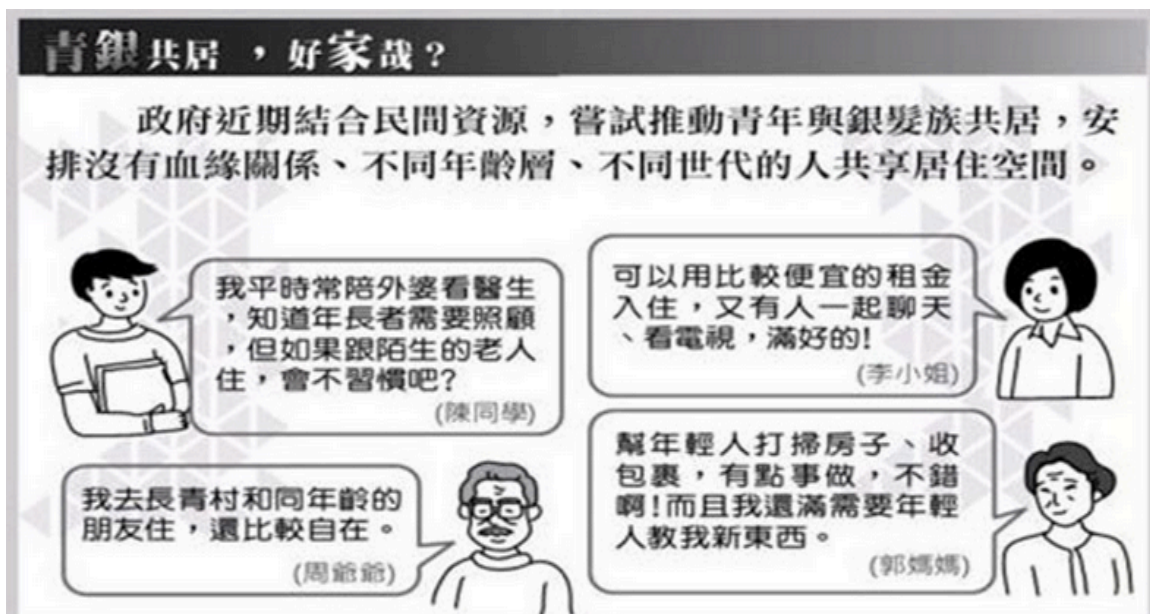 青銀共居，好家哉？
政府近期結合民間資源，嘗試推動青年與銀髮族共居，安
排沒有血緣關係、不同年齡層、不同世代的人共享居住空間。
我平時常陪外婆看醫生
，知道年長者需要照顧
，但如果跟陌生的老人
住，會不習慣吧？
(陳同學)
可以用比較便宜的租金
入住，又有人一起聊天
、看電視，滿好的！
(李小姐)
我去長青村和同年齡的
朋友住，還比較自在。
(周爺爺)
幫年輕人打掃房子、收
包裹，有點事做，不錯
啊！而且我還滿需要年輕
人教我新東西。
(郭媽媽)